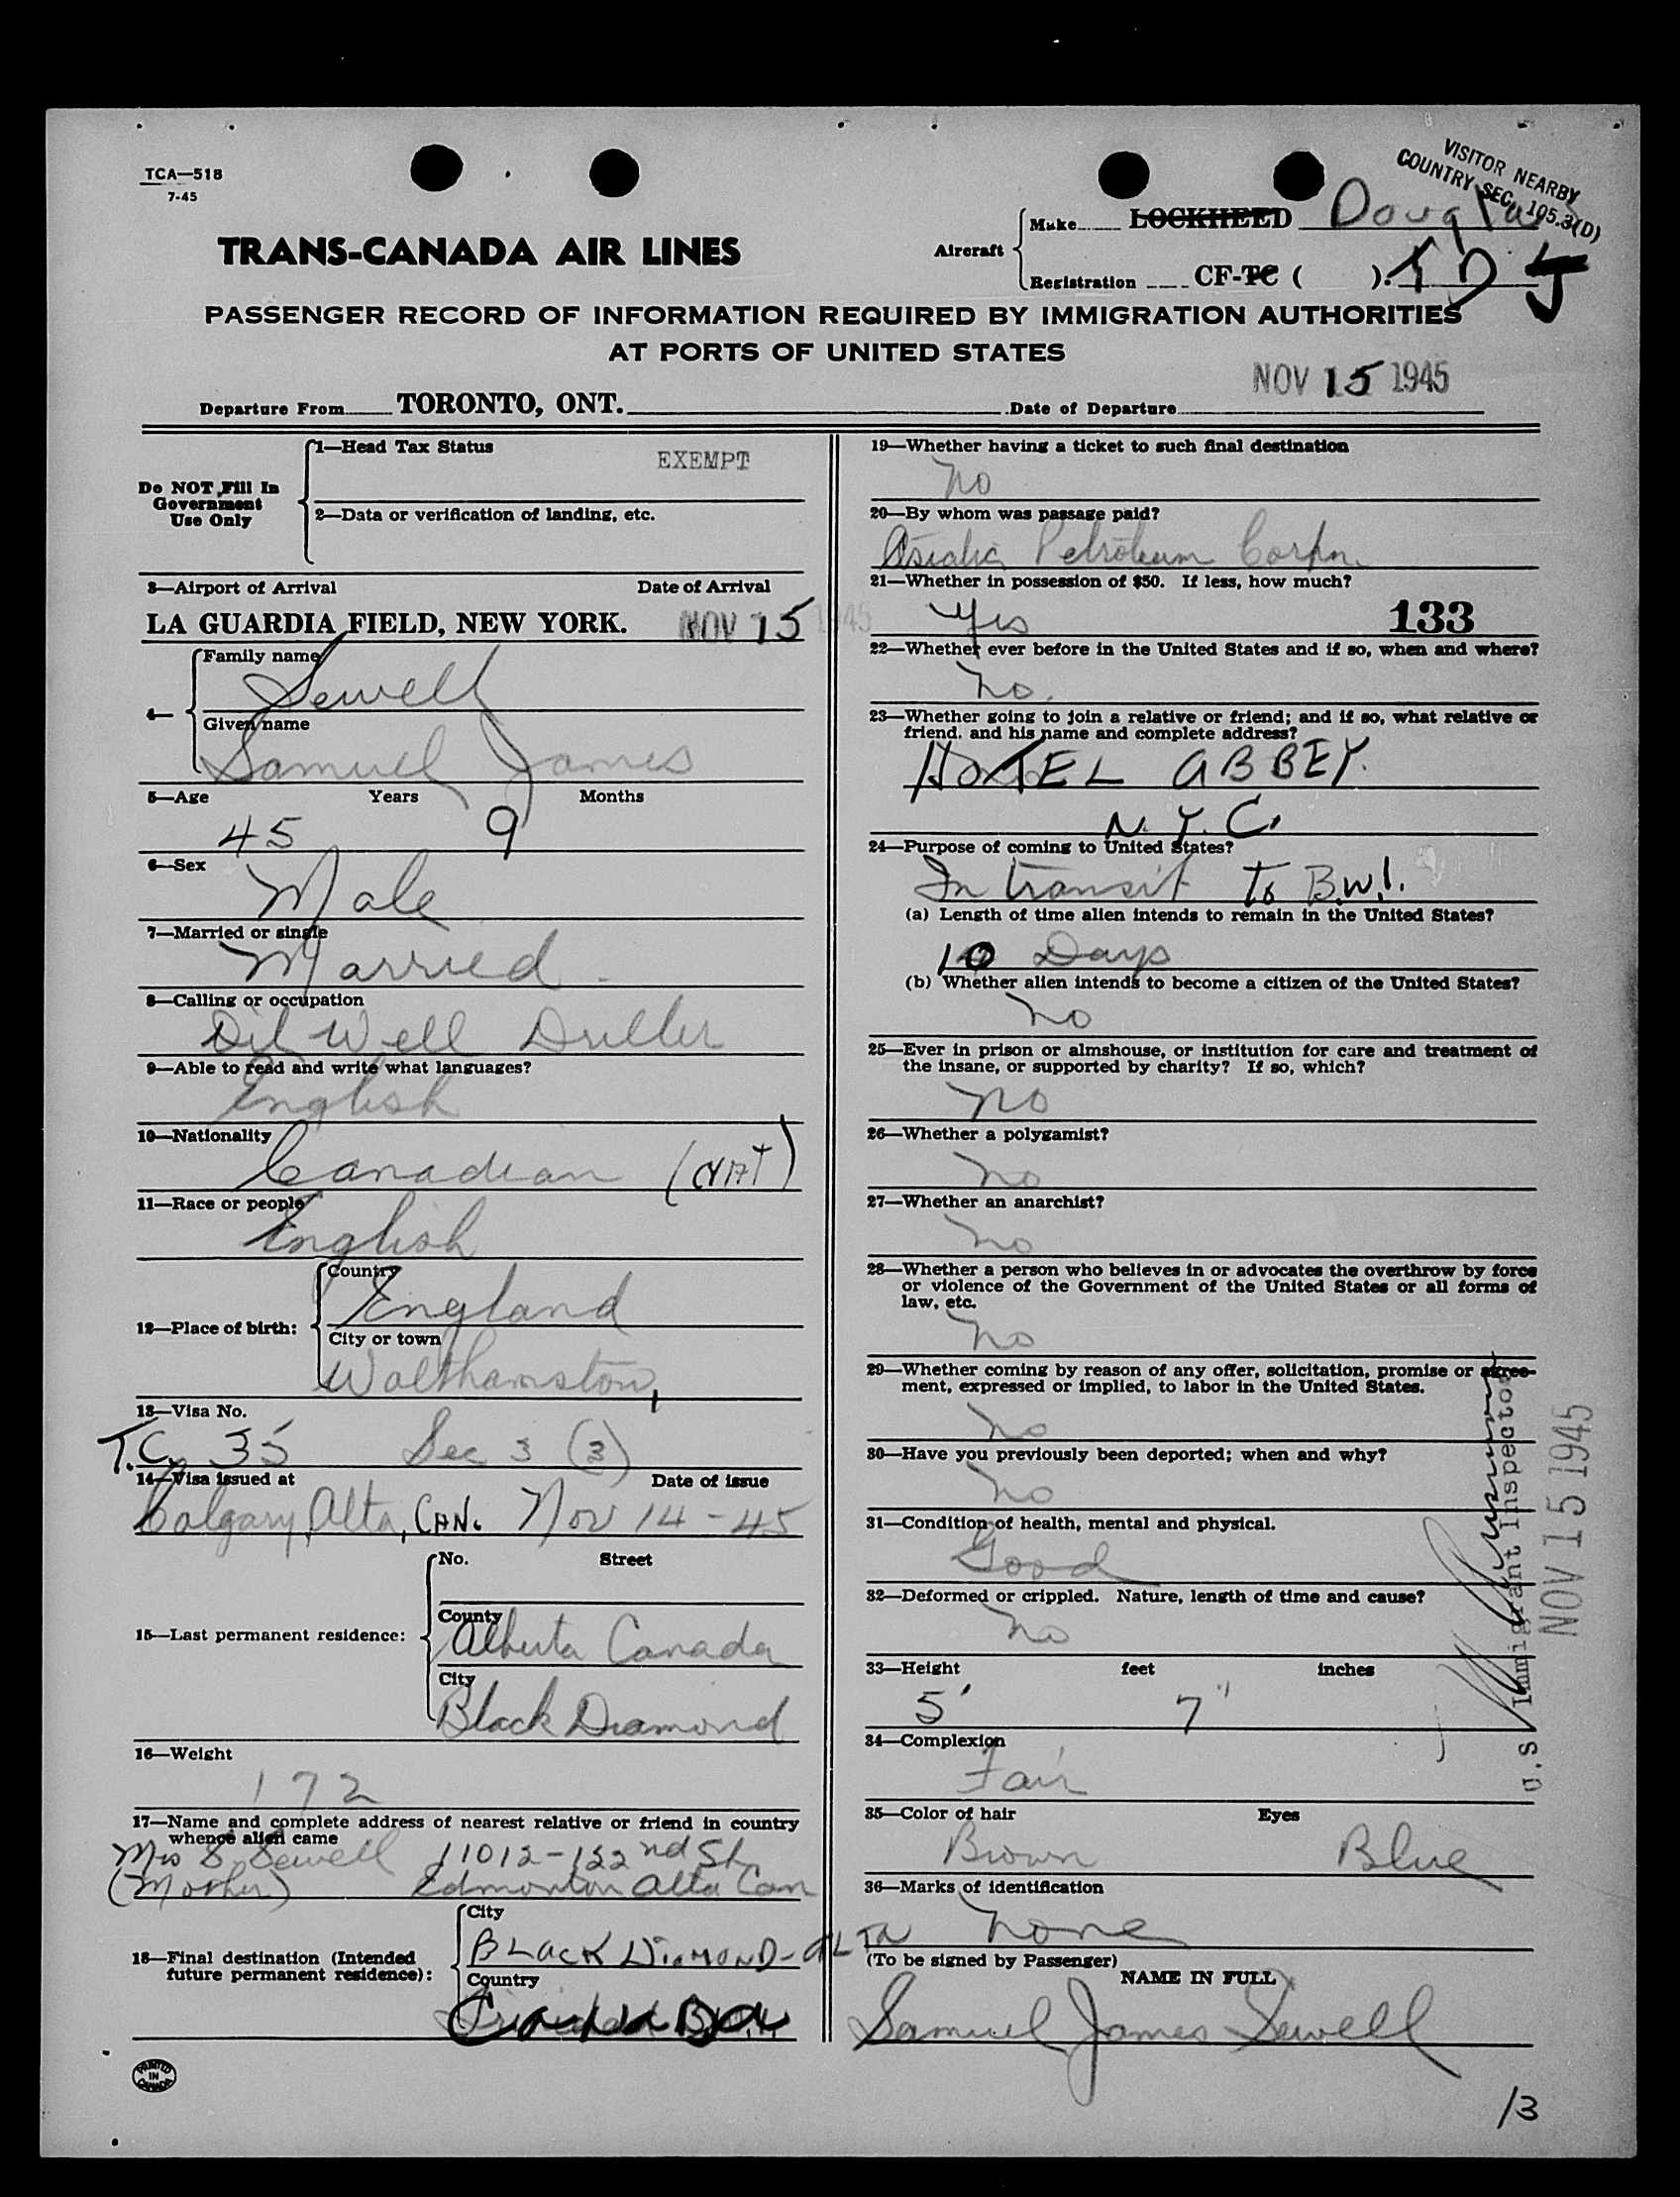 TCA—518
7-45
VISITOR NEARBY
COUNTRY SEC. 105.3(D)
TRANS-CANADA AIR LINES
Aircraft
Make LOCKHEED Douglas
Registration CF-TC ( ). TDJ
PASSENGER RECORD OF INFORMATION REQUIRED BY IMMIGRATION AUTHORITIES
AT PORTS OF UNITED STATES
NOV 15 1945
Departure From TORONTO, ONT. Date of Departure
Do NOT Fill In
Government
Use Only
1—Head Tax Status
EXEMPT
2—Data or verification of landing, etc.
3—Airport of Arrival Date of Arrival
LA GUARDIA FIELD, NEW YORK. NOV 15 1945
4—
Family name
Sewell
Given name
Samuel James
5—Age Years Months
45 9
6—Sex
Male
7—Married or single
Married
8—Calling or occupation
Oil Well Driller
9—Able to read and write what languages?
English
10—Nationality
Canadian (NAT)
11—Race or people
English
12—Place of birth:
Country
England
City or town
Walthamstow,
13—Visa No.
T.C. 35 Sec 3 (3)
14—Visa issued at Date of issue
Calgary, Alta, CAN. Nov 14-45
15—Last permanent residence:
No. Street
County
Alberta Canada
City
Black Diamond
16—Weight
172
17—Name and complete address of nearest relative or friend in country
whence alien came
Mrs S Sewell 11012-122nd St
(Mother) Edmonton Alta Can
18—Final destination (Intended
future permanent residence):
City
BLACK DIAMOND-ALTA
Country
Canada
PRINTED
IN
CANADA
19—Whether having a ticket to such final destination
No
20—By whom was passage paid?
Asiatic Petroleum Corpn.
21—Whether in possession of $50. If less, how much?
Yes 133
22—Whether ever before in the United States and if so, when and where?
No.
23—Whether going to join a relative or friend; and if so, what relative or
friend. and his name and complete address?
HOTEL ABBEY.
N.Y.C.
24—Purpose of coming to United States?
In transit To B.W.I.
(a) Length of time alien intends to remain in the United States?
10 Days
(b) Whether alien intends to become a citizen of the United States?
No
25—Ever in prison or almshouse, or institution for care and treatment of
the insane, or supported by charity? If so, which?
No
26—Whether a polygamist?
No
27—Whether an anarchist?
No
28—Whether a person who believes in or advocates the overthrow by force
or violence of the Government of the United States or all forms of
law, etc.
No
29—Whether coming by reason of any offer, solicitation, promise or agree-
ment, expressed or implied, to labor in the United States.
No
30—Have you previously been deported; when and why?
No
31—Condition of health, mental and physical.
Good
32—Deformed or crippled. Nature, length of time and cause?
No
33—Height feet inches
5' 7"
34—Complexion
Fair
35—Color of hair Eyes
Brown Blue
36—Marks of identification
None
(To be signed by Passenger)
NAME IN FULL
Samuel James Sewell
U.S. Immigrant Inspector
NOV 15 1945
13